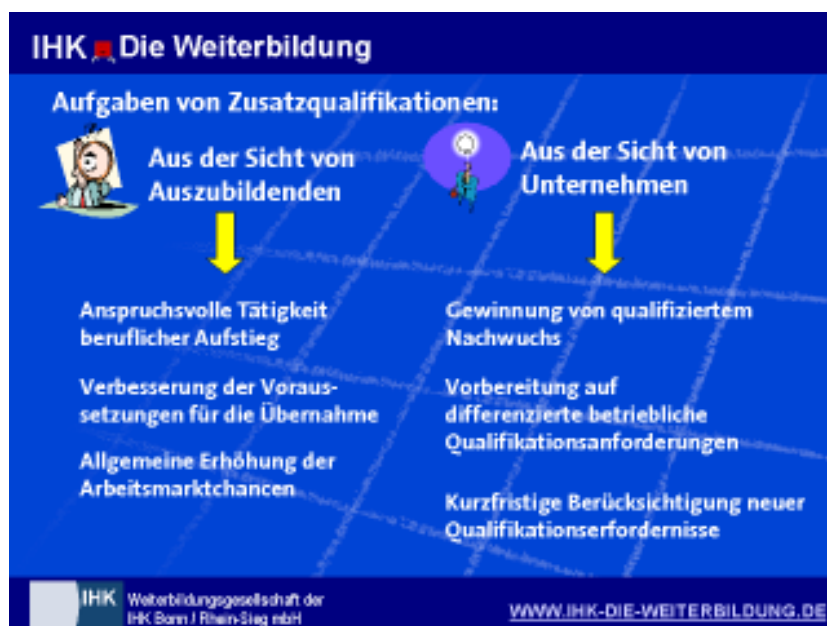 IHK Die Weiterbildung
Aufgaben von Zusatzqualifikationen:
Aus der Sicht von
Auszubildenden
Anspruchsvolle Tätigkeit
beruflicher Aufstieg
Verbesserung der Voraus-
setzungen für die Übernahme
Allgemeine Erhöhung der
Arbeitsmarktchancen
Aus der Sicht von
Unternehmen
Gewinnung von qualifiziertem
Nachwuchs
Vorbereitung auf
differenzierte betriebliche
Qualifikationsanforderungen
Kurzfristige Berücksichtigung neuer
Qualifikationserfordernisse
IHK
Weiterbildungsgesellschaft der
IHK Bonn / Rhein-Sieg mbH
WWW.IHK-DIE-WEITERBILDUNG.DE